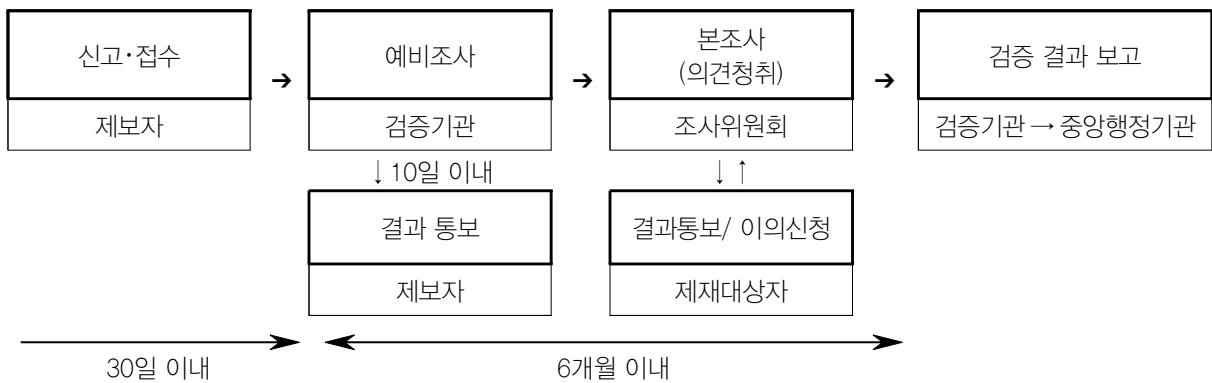 신고·접수
제보자
➔
예비조사
검증기관
➔
본조사
(의견청취)
조사위원회
➔
검증 결과 보고
검증기관 → 중앙행정기관
↓ 10일 이내
결과 통보
제보자
↓ ↑
결과통보/ 이의신청
제재대상자
30일 이내
6개월 이내